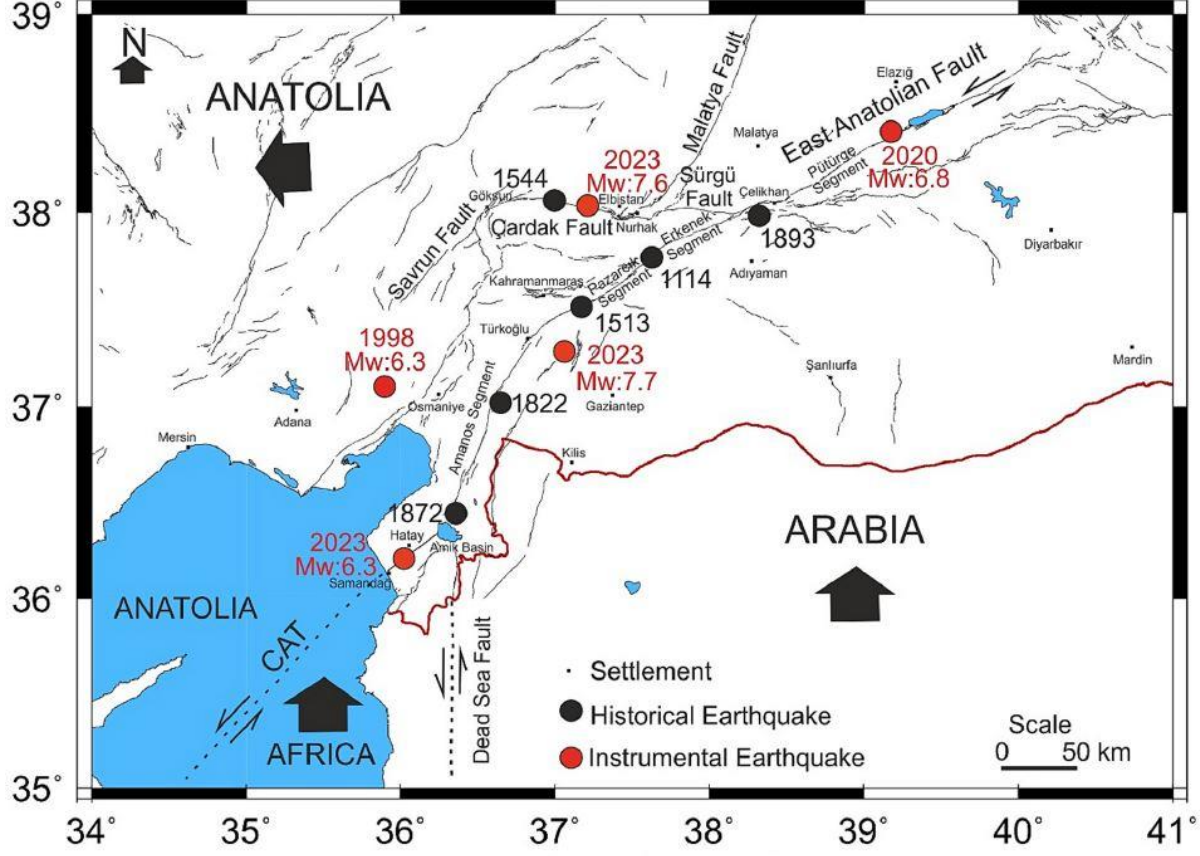 39°
38°
37°
36°
35°
N
ANATOLIA
Elazığ
East Anatolian Fault
Malatya Fault
Malatya
Pütürge
Segment
2020
Mw:6.8
2023
Mw:7.6
1544
Göksun
Elbistan
Sürgü
Fault
Çelikhan
Çardak Fault
Nurhak
Erkenek
Segment
1893
Diyarbakır
Savrun Fault
Kahramanmaraş
Pazarcık
Segment
1114
Adıyaman
1513
Türkoğlu
1998
Mw:6.3
2023
Mw:7.7
Şanlıurfa
Mardin
Adana
Osmaniye
Amanos Segment
1822
Gaziantep
Mersin
Kilis
1872
Hatay
Amik Basin
2023
Mw:6.3
Samandağ
ARABIA
ANATOLIA
CAT
AFRICA
Dead Sea Fault
Settlement
Historical Earthquake
Instrumental Earthquake
Scale
0 50 km
34° 35° 36° 37° 38° 39° 40° 41°